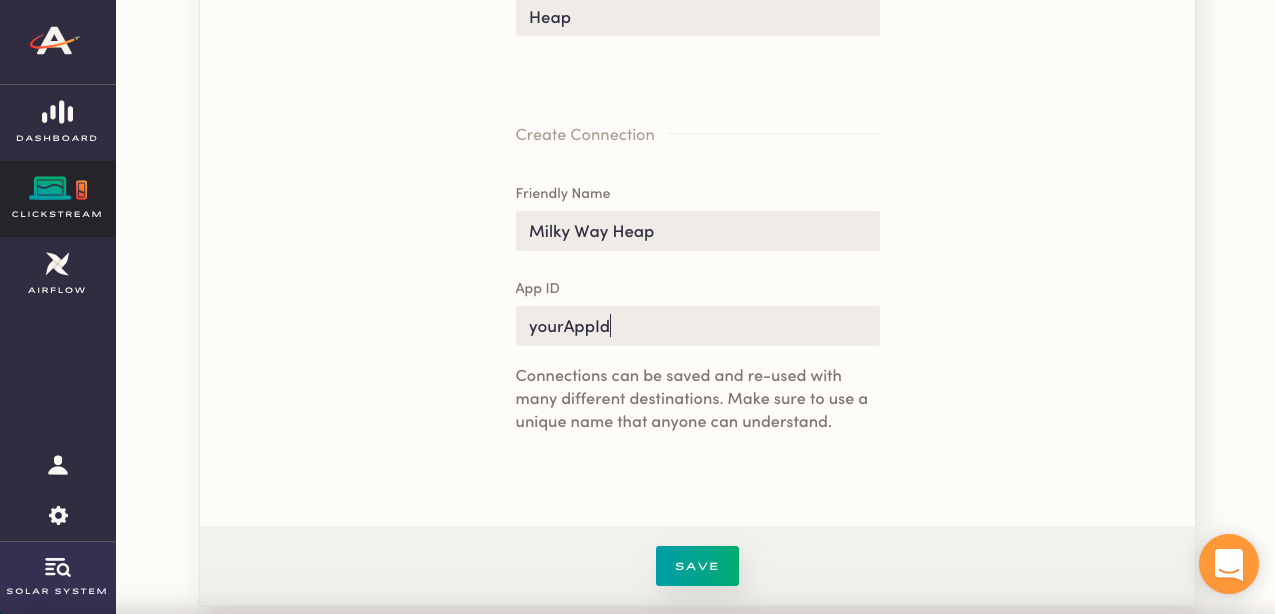 Heap
DASHBOARD
CLICKSTREAM
AIRFLOW
SOLAR SYSTEM
Create Connection
Friendly Name
Milky Way Heap
App ID
yourAppId
Connections can be saved and re-used with
many different destinations. Make sure to use a
unique name that anyone can understand.
SAVE